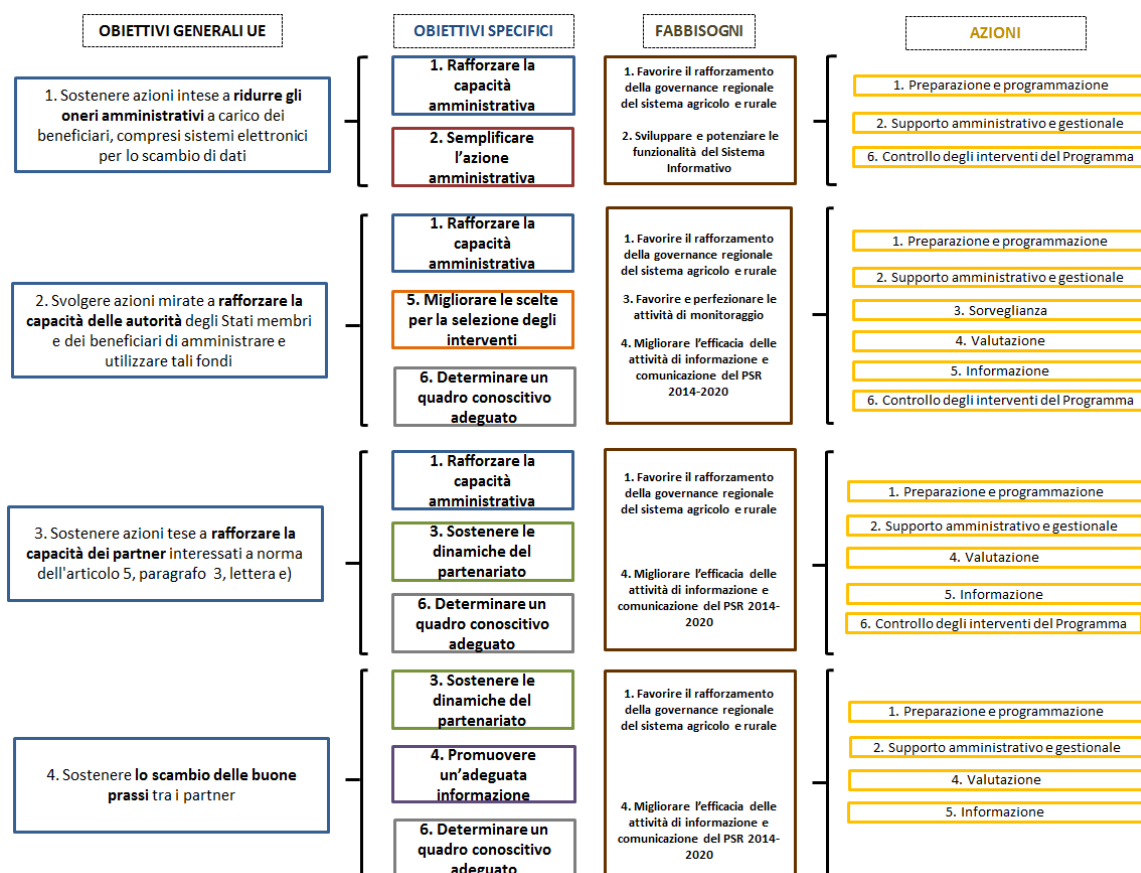 OBIETTIVI GENERALI UE
OBIETTIVI SPECIFICI
FABBISOGNI
AZIONI
1. Sostenere azioni intese a ridurre gli
oneri amministrativi a carico dei
beneficiari, compresi sistemi elettronici
per lo scambio di dati
1. Rafforzare la
capacità
amministrativa
2. Semplificare
l'azione
amministrativa
1. Favorire il rafforzamento
della governance regionale
del sistema agricolo e rurale
2. Sviluppare e potenziare le
funzionalità del Sistema
Informativo
1. Preparazione e programmazione
2. Supporto amministrativo e gestionale
6. Controllo degli interventi del Programma
2. Svolgere azioni mirate a rafforzare la
capacità delle autorità degli Stati membri
e dei beneficiari di amministrare e
utilizzare tali fondi
1. Rafforzare la
capacità
amministrativa
5. Migliorare le scelte
per la selezione degli
interventi
6. Determinare un
quadro conoscitivo
adeguato
1. Favorire il rafforzamento
della governance regionale
del sistema agricolo e rurale
3. Favorire e perfezionare le
attività di monitoraggio
4. Migliorare l'efficacia delle
attività di informazione e
comunicazione del PSR
2014-2020
1. Preparazione e programmazione
2. Supporto amministrativo e gestionale
3. Sorveglianza
4. Valutazione
5. Informazione
6. Controllo degli interventi del Programma
3. Sostenere azioni tese a rafforzare la
capacità dei partner interessati a norma
dell'articolo 5, paragrafo 3, lettera e)
1. Rafforzare la
capacità
amministrativa
3. Sostenere le
dinamiche del
partenariato
6. Determinare un
quadro conoscitivo
adeguato
1. Favorire il rafforzamento
della governance regionale
del sistema agricolo e rurale
4. Migliorare l'efficacia delle
attività di informazione e
comunicazione del PSR 2014-
2020
1. Preparazione e programmazione
2. Supporto amministrativo e gestionale
4. Valutazione
5. Informazione
6. Controllo degli interventi del Programma
4. Sostenere lo scambio delle buone
prassi tra i partner
3. Sostenere le
dinamiche del
partenariato
4. Promuovere
un'adeguata
informazione
6. Determinare un
quadro conoscitivo
adeguato
1. Favorire il rafforzamento
della governance regionale
del sistema agricolo e rurale
4. Migliorare l'efficacia delle
attività di informazione e
comunicazione del PSR 2014-
2020
1. Preparazione e programmazione
2. Supporto amministrativo e gestionale
4. Valutazione
5. Informazione